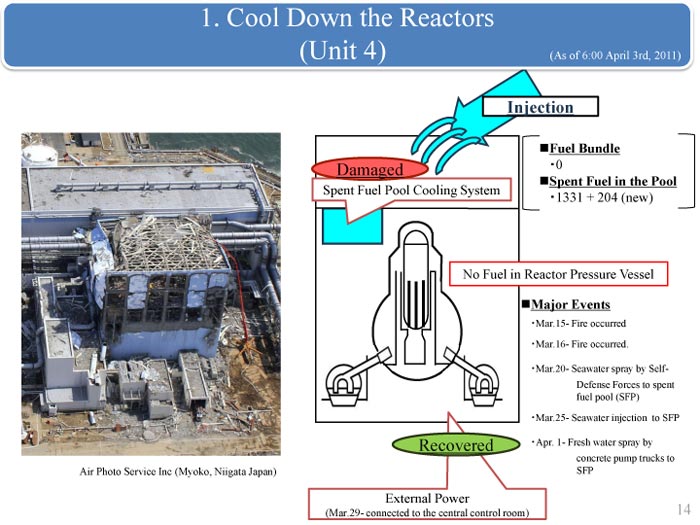 1. Cool Down the Reactors
(Unit 4)
(As of 6:00 April 3rd, 2011)
Injection
Damaged
Spent Fuel Pool Cooling System
■Fuel Bundle
・0
■Spent Fuel in the Pool
・1331 + 204 (new)
No Fuel in Reactor Pressure Vessel
■Major Events
・Mar.15- Fire occurred
・Mar.16- Fire occurred.
・Mar.20- Seawater spray by Self-
Defense Forces to spent
fuel pool (SFP)
・Mar.25- Seawater injection to SFP
・Apr. 1- Fresh water spray by
concrete pump trucks to
SFP
Recovered
External Power
(Mar.29- connected to the central control room)
Air Photo Service Inc (Myoko, Niigata Japan)
14